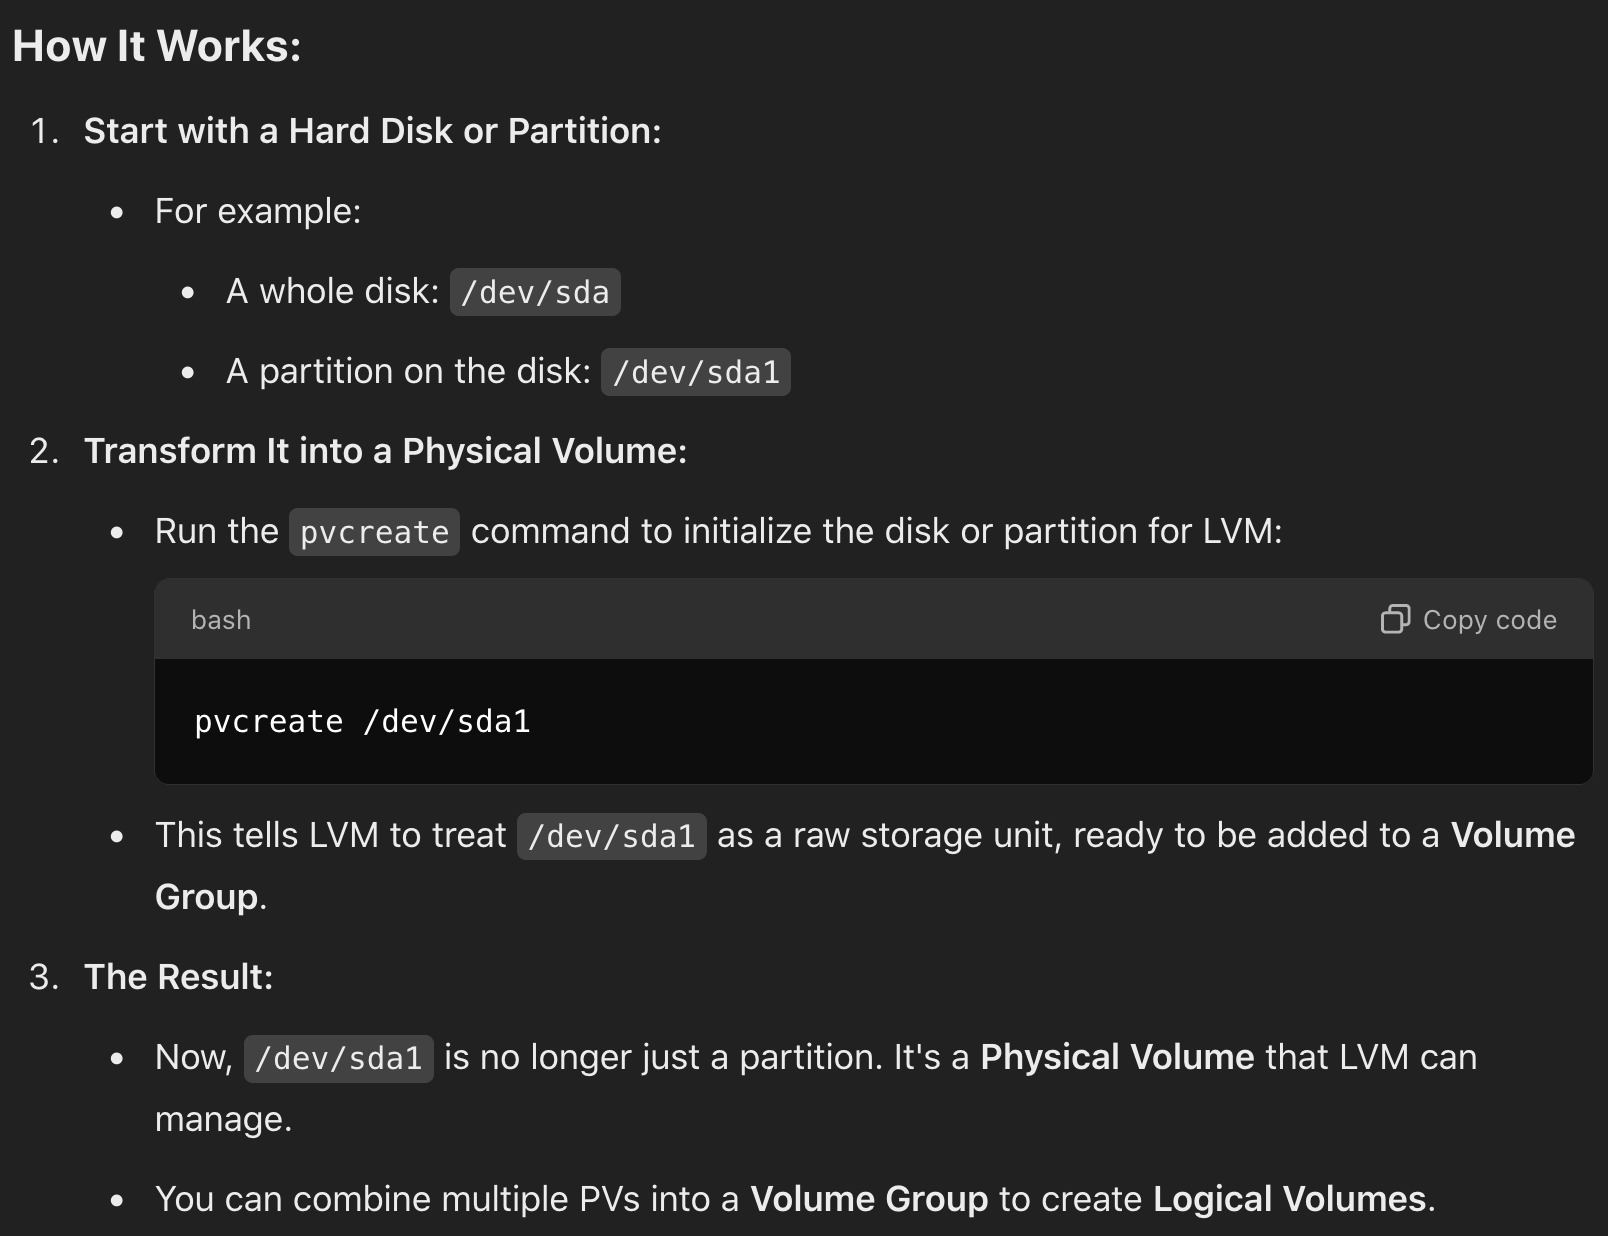 How It Works:
1. Start with a Hard Disk or Partition:
• For example:
• A whole disk: /dev/sda
• A partition on the disk: /dev/sda1
2. Transform It into a Physical Volume:
• Run the pvcreate command to initialize the disk or partition for LVM:
bash Copy code
pvcreate /dev/sda1
• This tells LVM to treat /dev/sda1 as a raw storage unit, ready to be added to a Volume
Group.
3. The Result:
• Now, /dev/sda1 is no longer just a partition. It's a Physical Volume that LVM can
manage.
• You can combine multiple PVs into a Volume Group to create Logical Volumes.